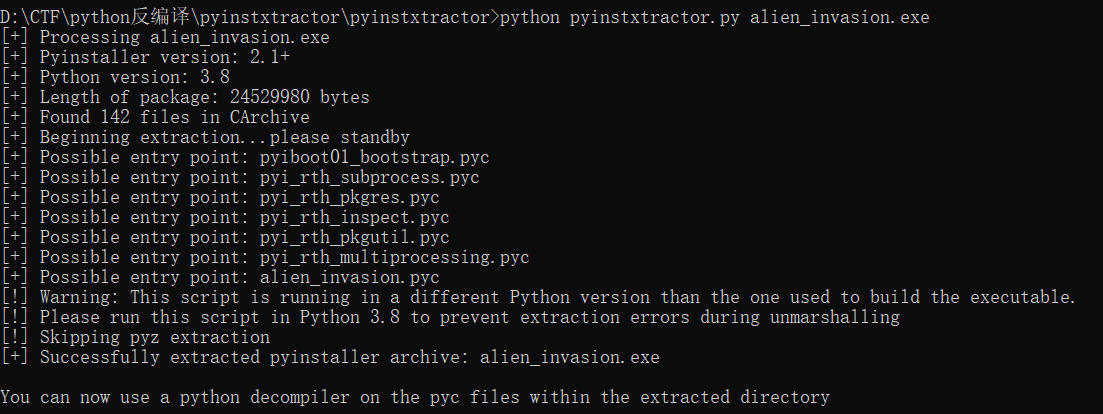 D:\CTF\python反编译\pyinstxtractor\pyinstxtractor>python pyinstxtractor.py alien_invasion.exe
[+] Processing alien_invasion.exe
[+] Pyinstaller version: 2.1+
[+] Python version: 3.8
[+] Length of package: 24529980 bytes
[+] Found 142 files in CArchive
[+] Beginning extraction...please standby
[+] Possible entry point: pyiboot01_bootstrap.pyc
[+] Possible entry point: pyi_rth_subprocess.pyc
[+] Possible entry point: pyi_rth_pkgres.pyc
[+] Possible entry point: pyi_rth_inspect.pyc
[+] Possible entry point: pyi_rth_pkgutil.pyc
[+] Possible entry point: pyi_rth_multiprocessing.pyc
[+] Possible entry point: alien_invasion.pyc
[!] Warning: This script is running in a different Python version than the one used to build the executable.
[!] Please run this script in Python 3.8 to prevent extraction errors during unmarshalling
[!] Skipping pyz extraction
[+] Successfully extracted pyinstaller archive: alien_invasion.exe
You can now use a python decompiler on the pyc files within the extracted directory